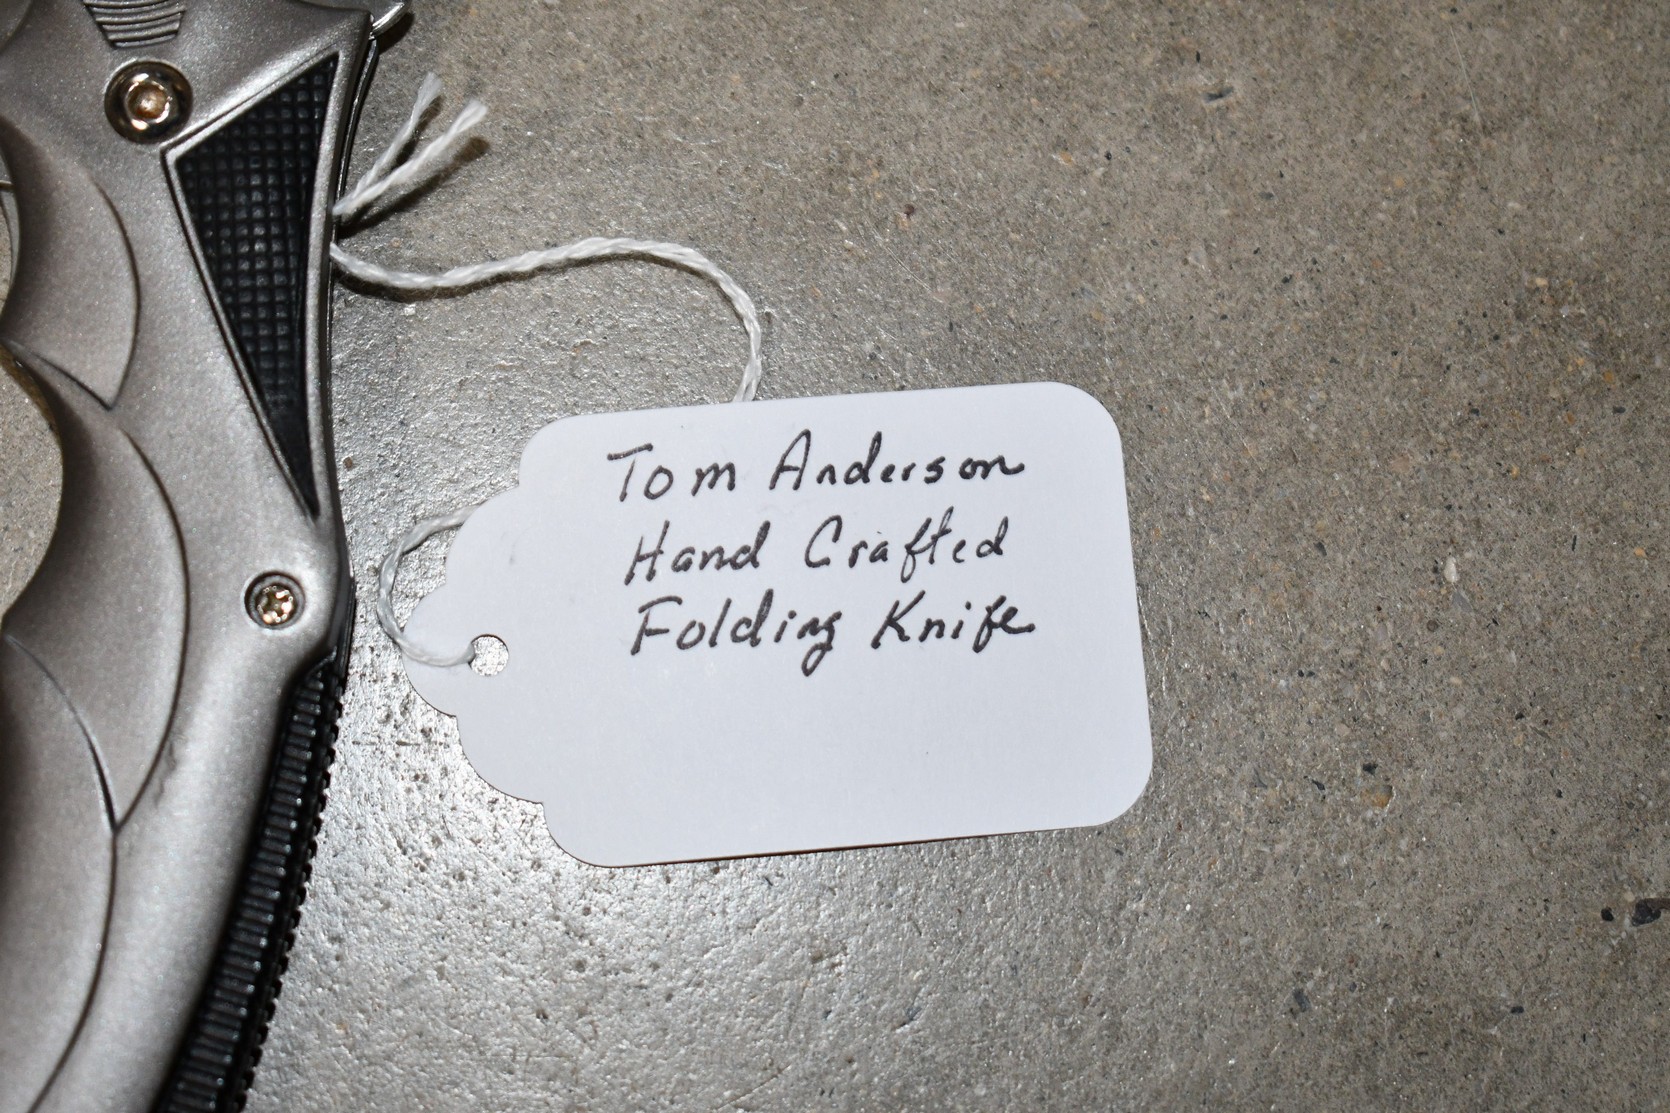 Tom Anderson
Hand Crafted
Folding Knife